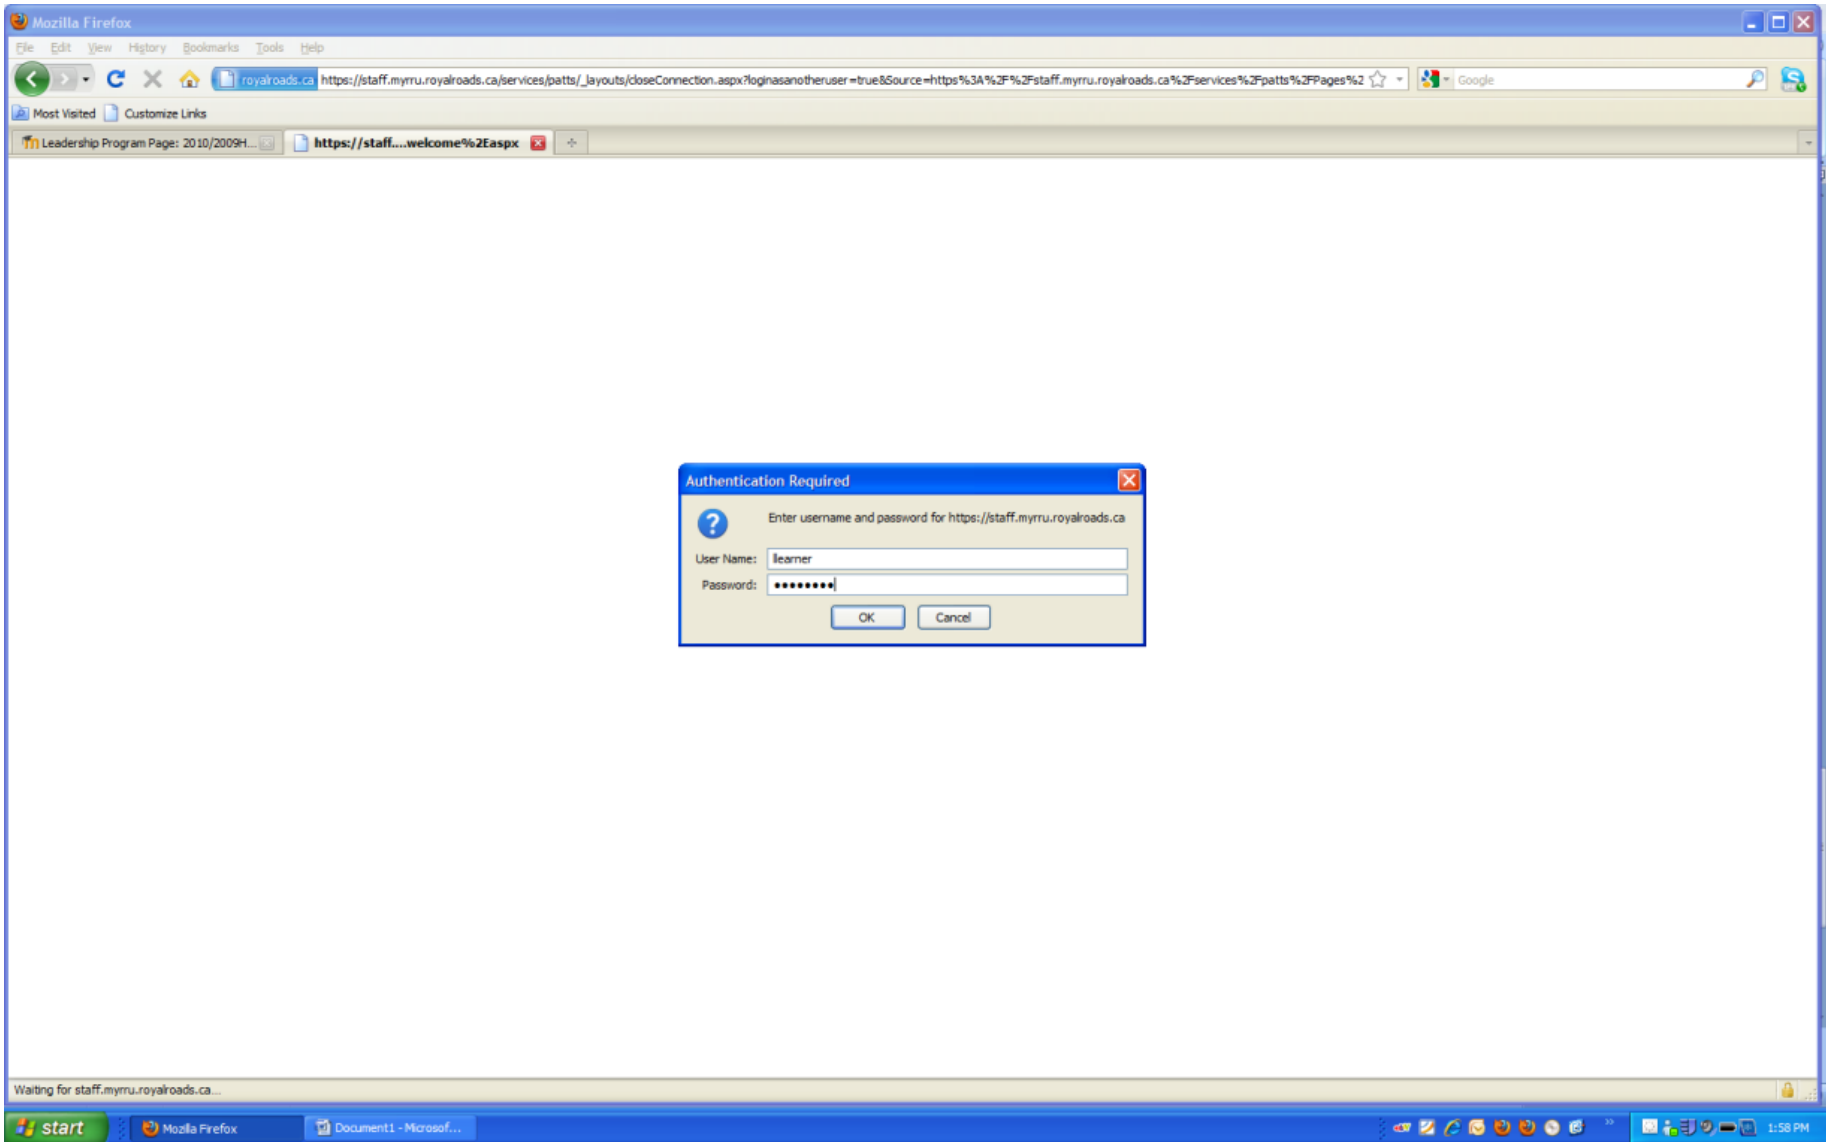 Mozilla Firefox
File Edit View History Bookmarks Tools Help
royalroads.ca https://staff.myrru.royalroads.ca/services/patts/_layouts/closeConnection.aspx?loginasanotheruser=true&Source=https%3A%2F%2Fstaff.myrru.royalroads.ca%2Fservices%2Fpatts%2FPages%2 Google
Most Visited Customize Links
Leadership Program Page: 2010/2009H... https://staff....welcome%2Easpx
Authentication Required
Enter username and password for https://staff.myrru.royalroads.ca
User Name: llearner
Password: ••••••••
OK Cancel
Waiting for staff.myrru.royalroads.ca...
start Mozilla Firefox Document1 - Microsof... 1:58 PM